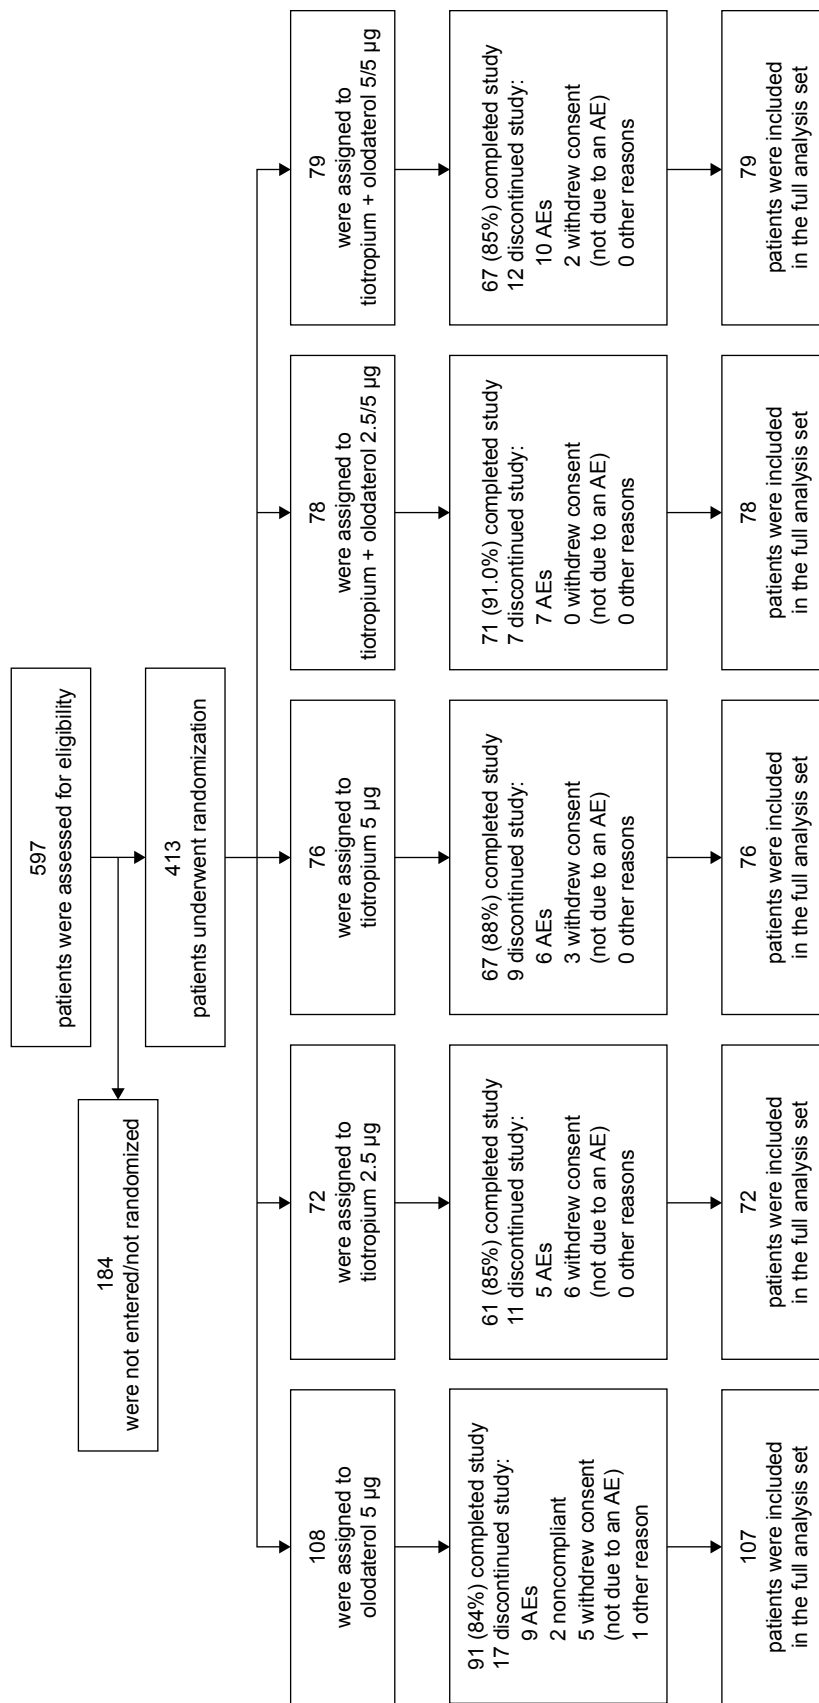 597
patients were assessed for eligibility
184
were not entered/not randomized
413
patients underwent randomization
108
were assigned to
olodaterol 5 µg
72
were assigned to
tiotropium 2.5 µg
76
were assigned to
tiotropium 5 µg
78
were assigned to
tiotropium + olodaterol 2.5/5 µg
79
were assigned to
tiotropium + olodaterol 5/5 µg
91 (84%) completed study
17 discontinued study:
9 AEs
2 noncompliant
5 withdrew consent
(not due to an AE)
1 other reason
61 (85%) completed study
11 discontinued study:
5 AEs
6 withdrew consent
(not due to an AE)
0 other reasons
67 (88%) completed study
9 discontinued study:
6 AEs
3 withdrew consent
(not due to an AE)
0 other reasons
71 (91.0%) completed study
7 discontinued study:
7 AEs
0 withdrew consent
(not due to an AE)
0 other reasons
67 (85%) completed study
12 discontinued study:
10 AEs
2 withdrew consent
(not due to an AE)
0 other reasons
107
patients were included
in the full analysis set
72
patients were included
in the full analysis set
76
patients were included
in the full analysis set
78
patients were included
in the full analysis set
79
patients were included
in the full analysis set